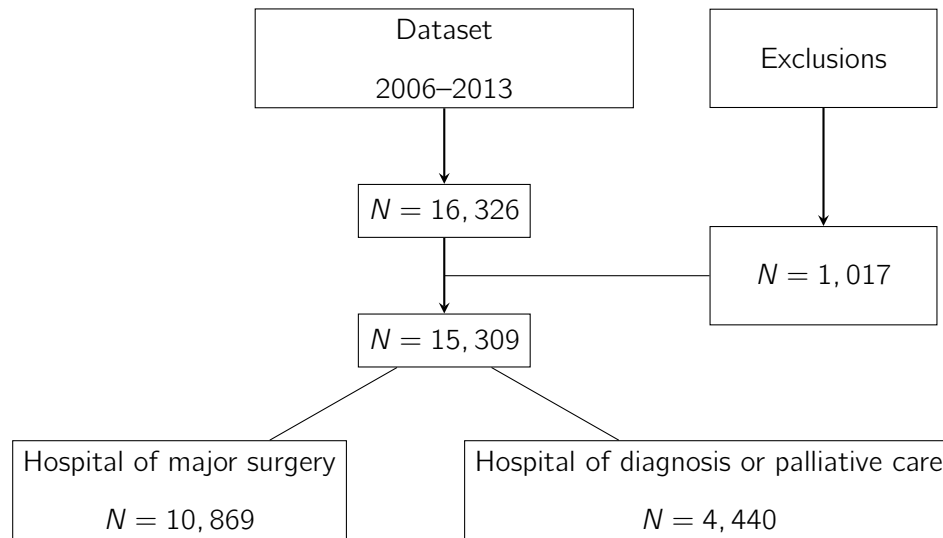 Dataset
2006–2013
Exclusions
N = 16, 326
N = 1, 017
N = 15, 309
Hospital of major surgery
N = 10, 869
Hospital of diagnosis or palliative care
N = 4, 440